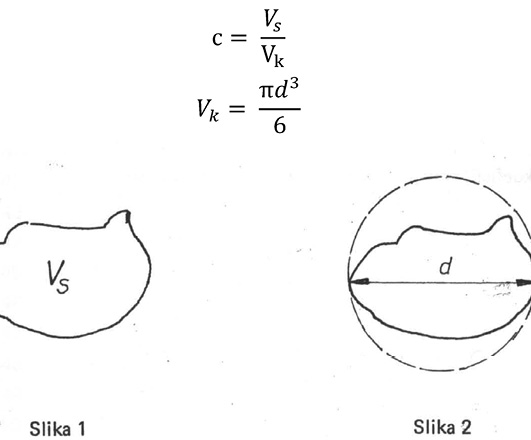 c = V_s / V_k
V_k = πd³ / 6
V_s
d
Slika 1
Slika 2